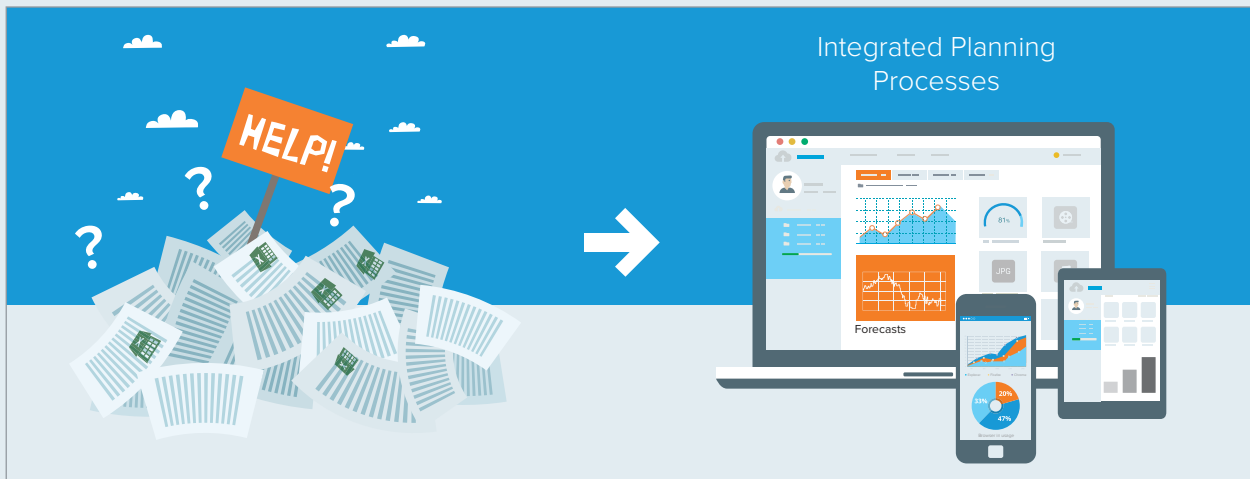 Integrated Planning
Processes
HELP!
?
?
?
81%
JPG
Forecasts
20%
33%
47%